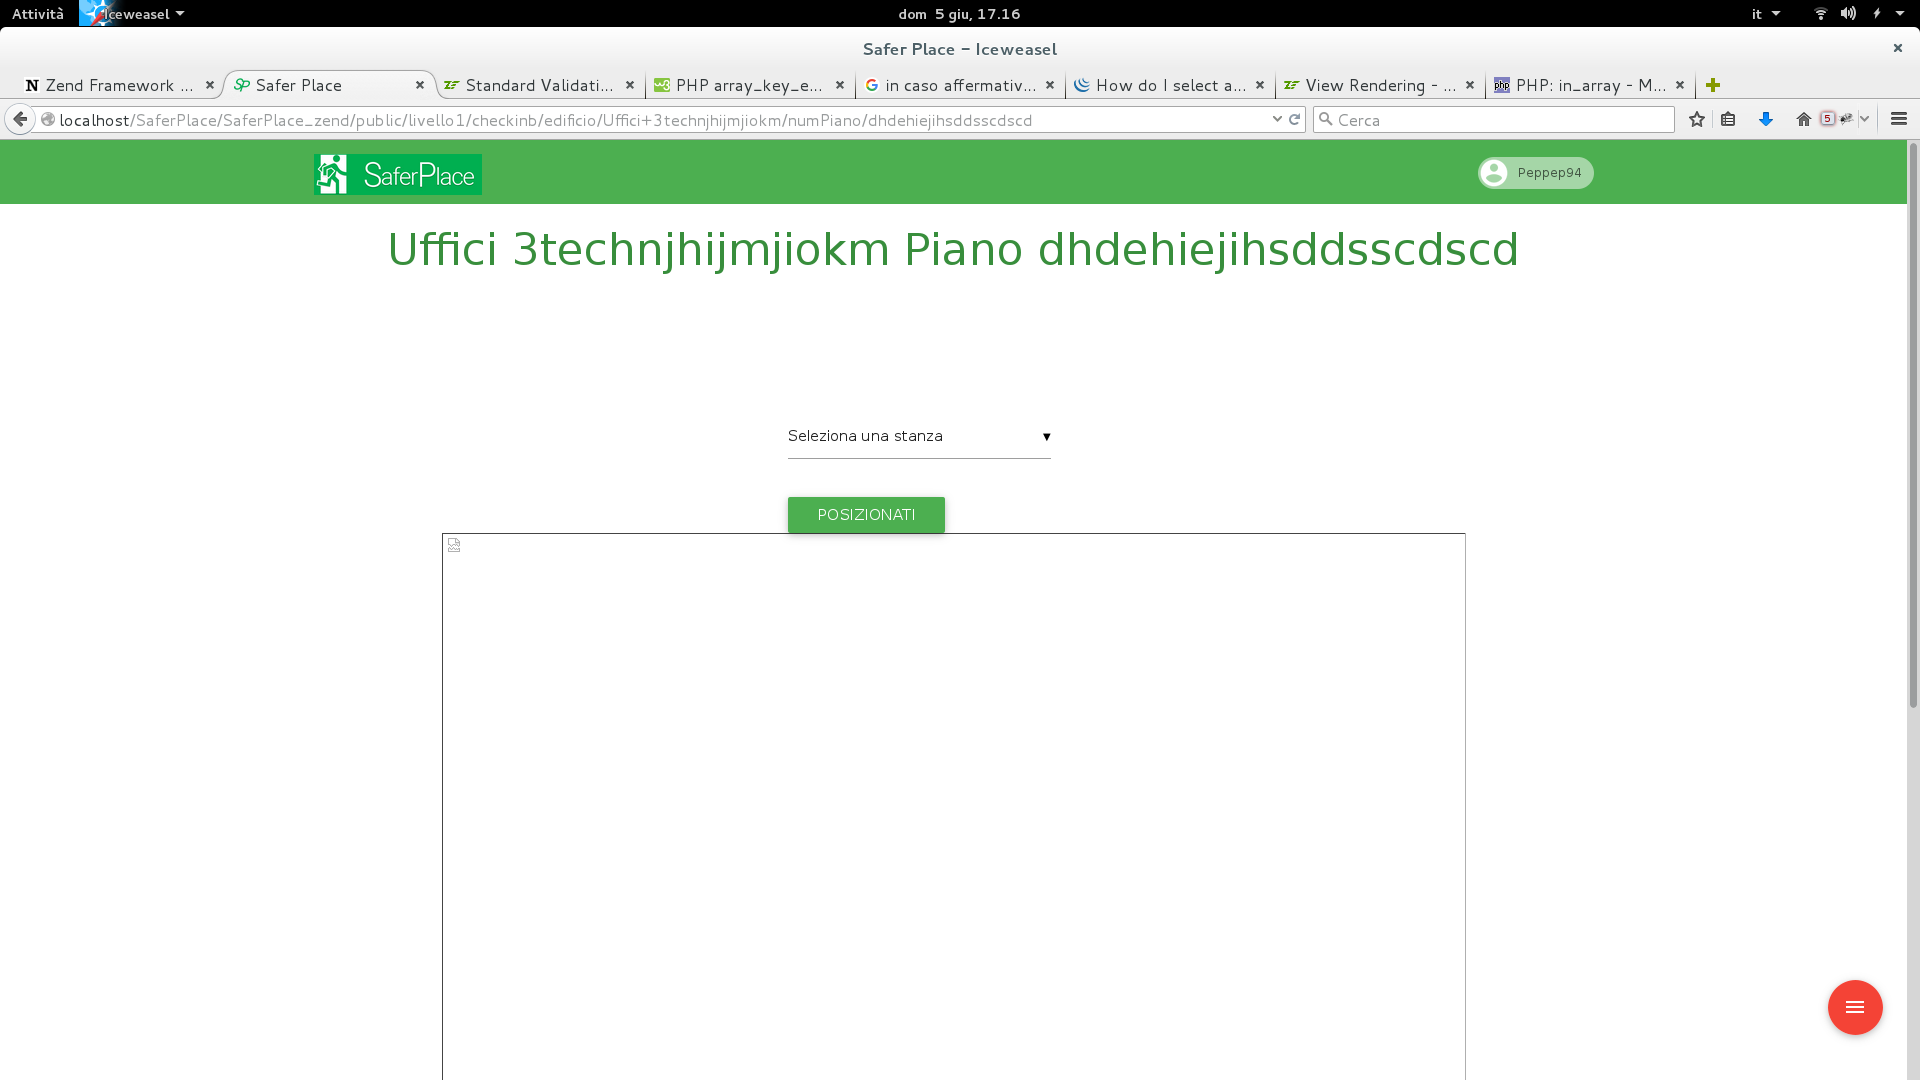 Attività Iceweasel dom 5 giu, 17.16 it
Safer Place – Iceweasel
Zend Framework ... Safer Place Standard Validati... PHP array_key_e... in caso affermativ... How do I select a... View Rendering - ... PHP: in_array - M...
localhost/SaferPlace/SaferPlace_zend/public/livello1/checkinb/edificio/Uffici+3technjhijmjiokm/numPiano/dhdehiejihsddsscdscd Cerca 5
SaferPlace Peppep94
Uffici 3technjhijmjiokm Piano dhdehiejihsddsscdscd
Seleziona una stanza
POSIZIONATI